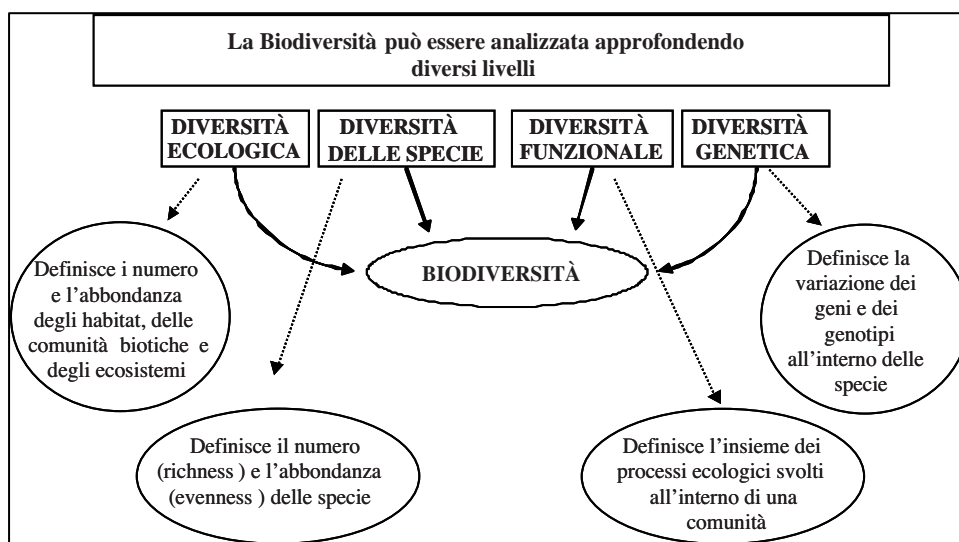 La Biodiversità può essere analizzata approfondendo
diversi livelli
DIVERSITÀ
ECOLOGICA
DIVERSITÀ
DELLE SPECIE
DIVERSITÀ
FUNZIONALE
DIVERSITÀ
GENETICA
BIODIVERSITÀ
Definisce i numero
e l’abbondanza
degli habitat, delle
comunità biotiche e
degli ecosistemi
Definisce la
variazione dei
geni e dei
genotipi
all’interno delle
specie
Definisce il numero
(richness ) e l’abbondanza
(evenness ) delle specie
Definisce l’insieme dei
processi ecologici svolti
all’interno di una
comunità